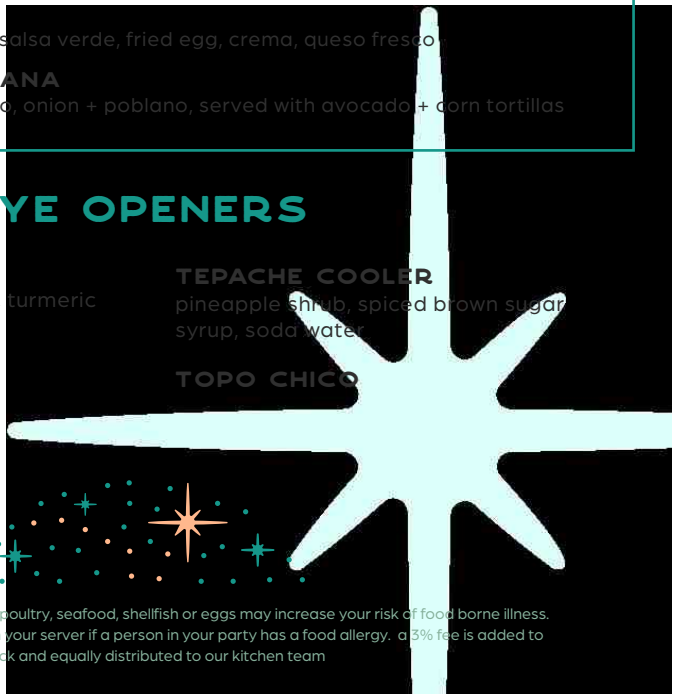 salsa verde, fried egg, crema, queso fresco
ANA
o, onion + poblano, served with avocado + corn tortillas
YE OPENERS
turmeric
TEPACHE COOLER
pineapple shrub, spiced brown sugar
syrup, soda water
TOPO CHICO
poultry, seafood, shellfish or eggs may increase your risk of food borne illness.
your server if a person in your party has a food allergy. a 3% fee is added to
ck and equally distributed to our kitchen team